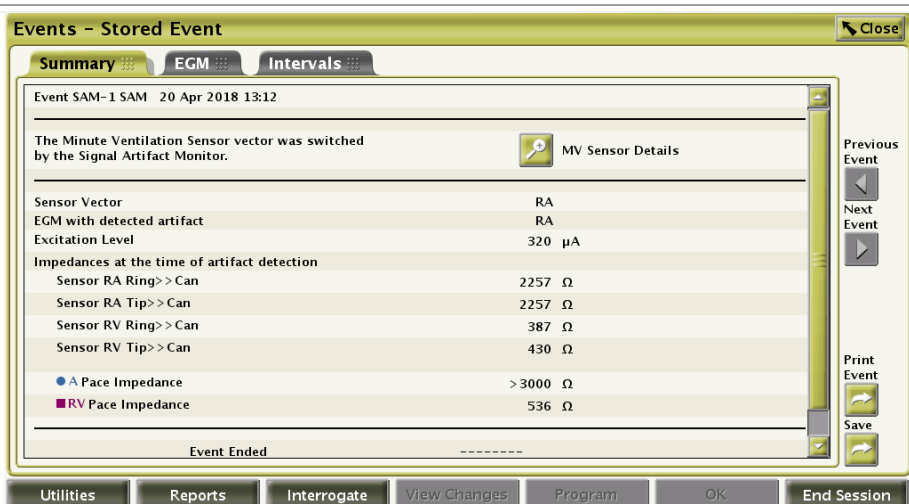 Events - Stored Event
Close
Summary
EGM
Intervals
Event SAM-1 SAM 20 Apr 2018 13:12
The Minute Ventilation Sensor vector was switched
by the Signal Artifact Monitor.
MV Sensor Details
Sensor Vector RA
EGM with detected artifact RA
Excitation Level 320 µA
Impedances at the time of artifact detection
Sensor RA Ring>>Can 2257 Ω
Sensor RA Tip>>Can 2257 Ω
Sensor RV Ring>>Can 387 Ω
Sensor RV Tip>>Can 430 Ω
A Pace Impedance >3000 Ω
RV Pace Impedance 536 Ω
Event Ended --------
Previous
Event
Next
Event
Print
Event
Save
Utilities
Reports
Interrogate
View Changes
Program
OK
End Session